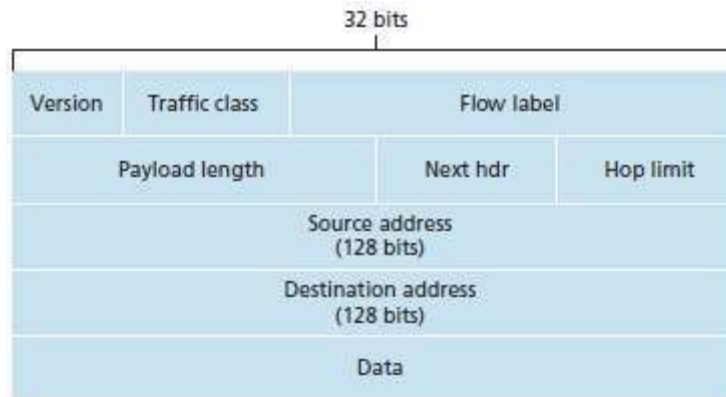 32 bits
Version Traffic class Flow label
Payload length Next hdr Hop limit
Source address
(128 bits)
Destination address
(128 bits)
Data